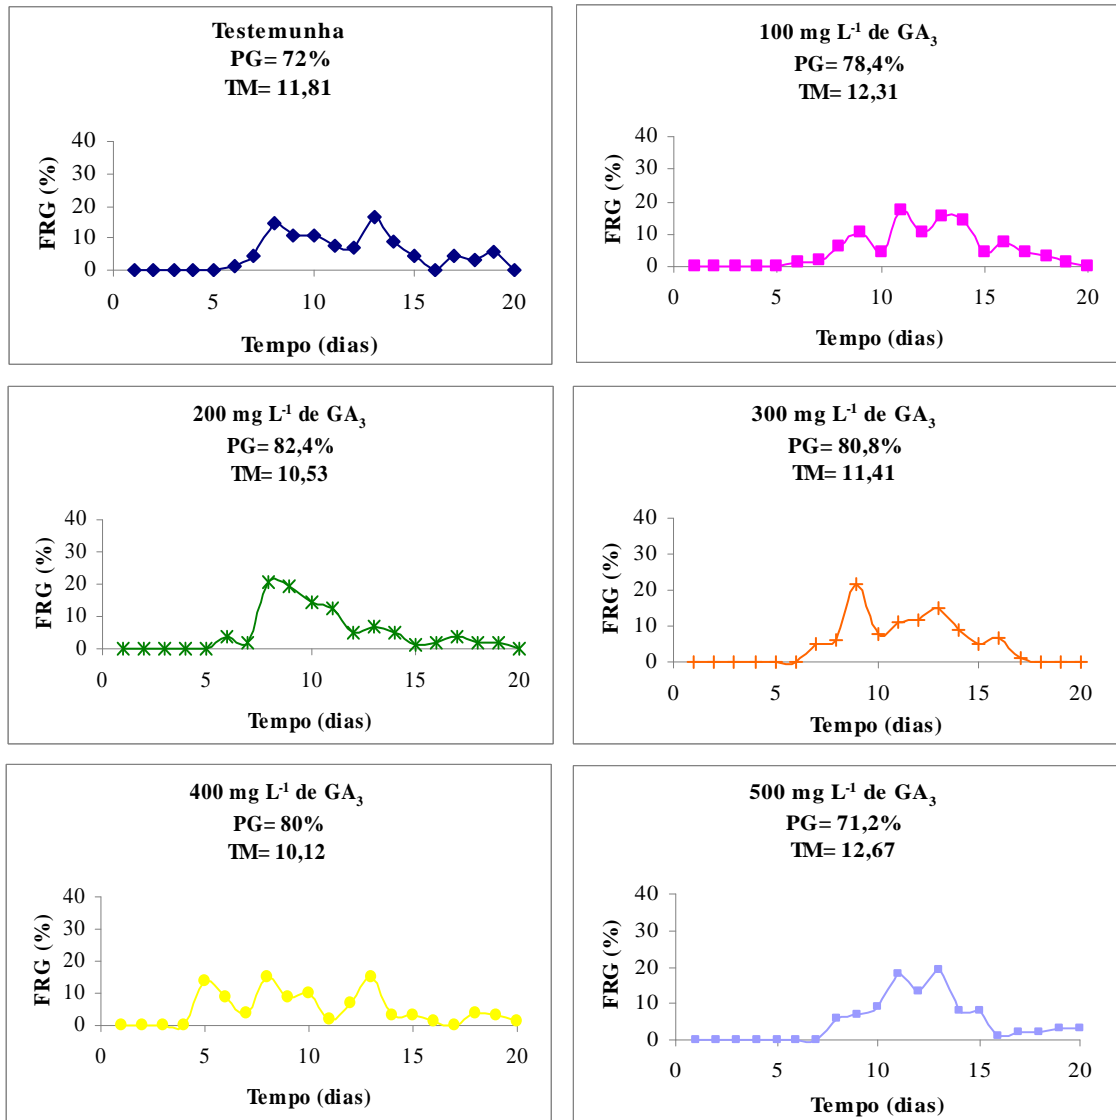 Testemunha
PG= 72%
TM= 11,81
40
30
20
10
0
FRG (%)
0 5 10 15 20
Tempo (dias)
100 mg L⁻¹ de GA₃
PG= 78,4%
TM= 12,31
40
30
20
10
0
FRG (%)
0 5 10 15 20
Tempo (dias)
200 mg L⁻¹ de GA₃
PG= 82,4%
TM= 10,53
40
30
20
10
0
FRG (%)
0 5 10 15 20
Tempo (dias)
300 mg L⁻¹ de GA₃
PG= 80,8%
TM= 11,41
40
30
20
10
0
FRG (%)
0 5 10 15 20
Tempo (dias)
400 mg L⁻¹ de GA₃
PG= 80%
TM= 10,12
40
30
20
10
0
FRG (%)
0 5 10 15 20
Tempo (dias)
500 mg L⁻¹ de GA₃
PG= 71,2%
TM= 12,67
40
30
20
10
0
FRG (%)
0 5 10 15 20
Tempo (dias)